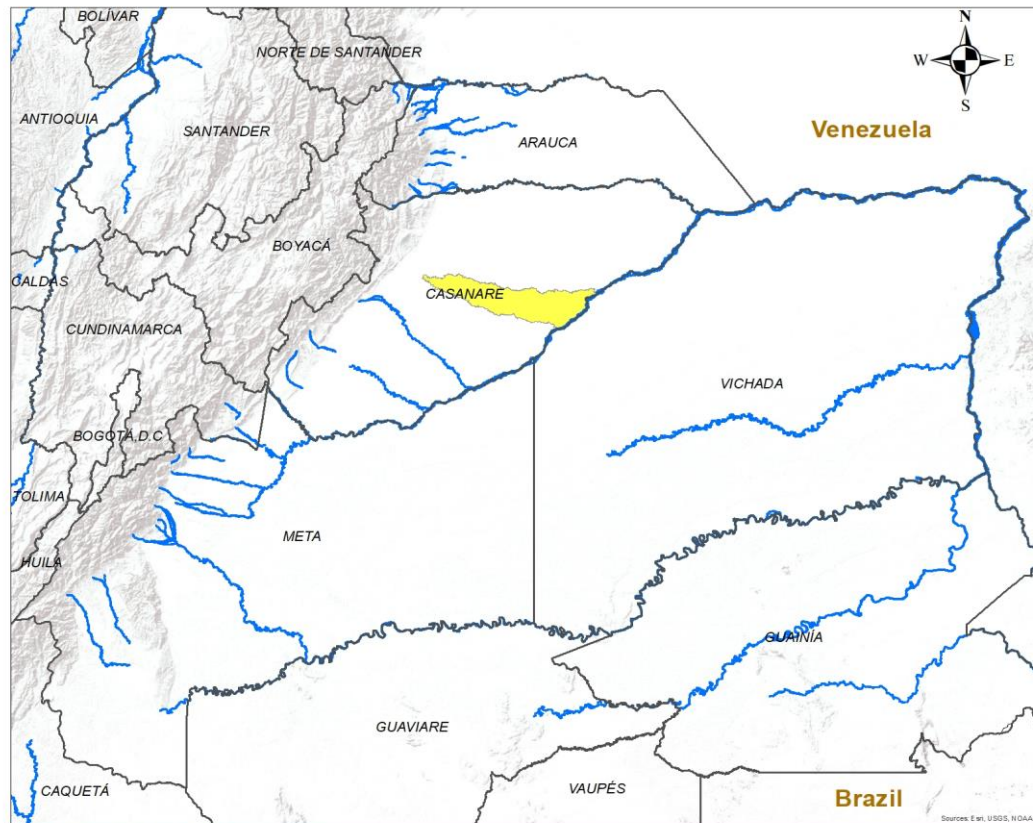 BOLÍVAR
N
NORTE DE SANTANDER
W E
S
ANTIOQUIA
SANTANDER
ARAUCA
Venezuela
BOYACÁ
CALDAS
CASANARE
CUNDINAMARCA
VICHADA
BOGOTÁ,D.C
TOLIMA
META
HUILA
GUAINÍA
GUAVIARE
CAQUETÁ
VAUPÉS
Brazil
Sources: Esri, USGS, NOAA